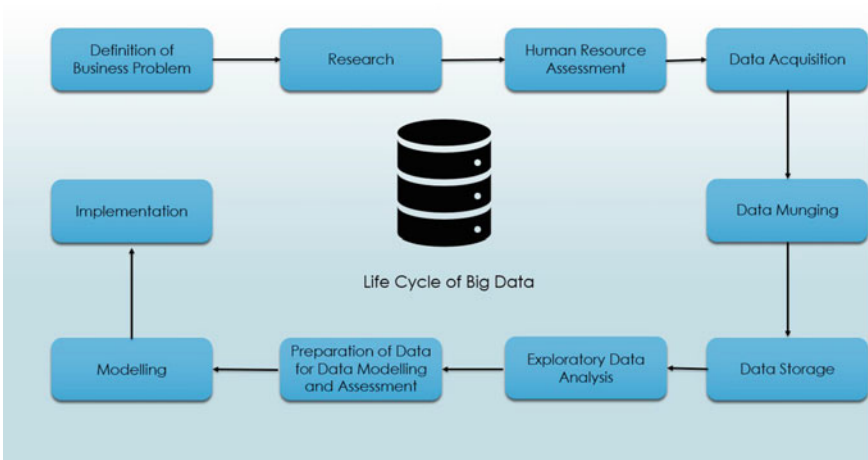 Definition of
Business Problem
Research
Human Resource
Assessment
Data Acquisition
Implementation
Data Munging
Life Cycle of Big Data
Modelling
Preparation of Data
for Data Modelling
and Assessment
Exploratory Data
Analysis
Data Storage